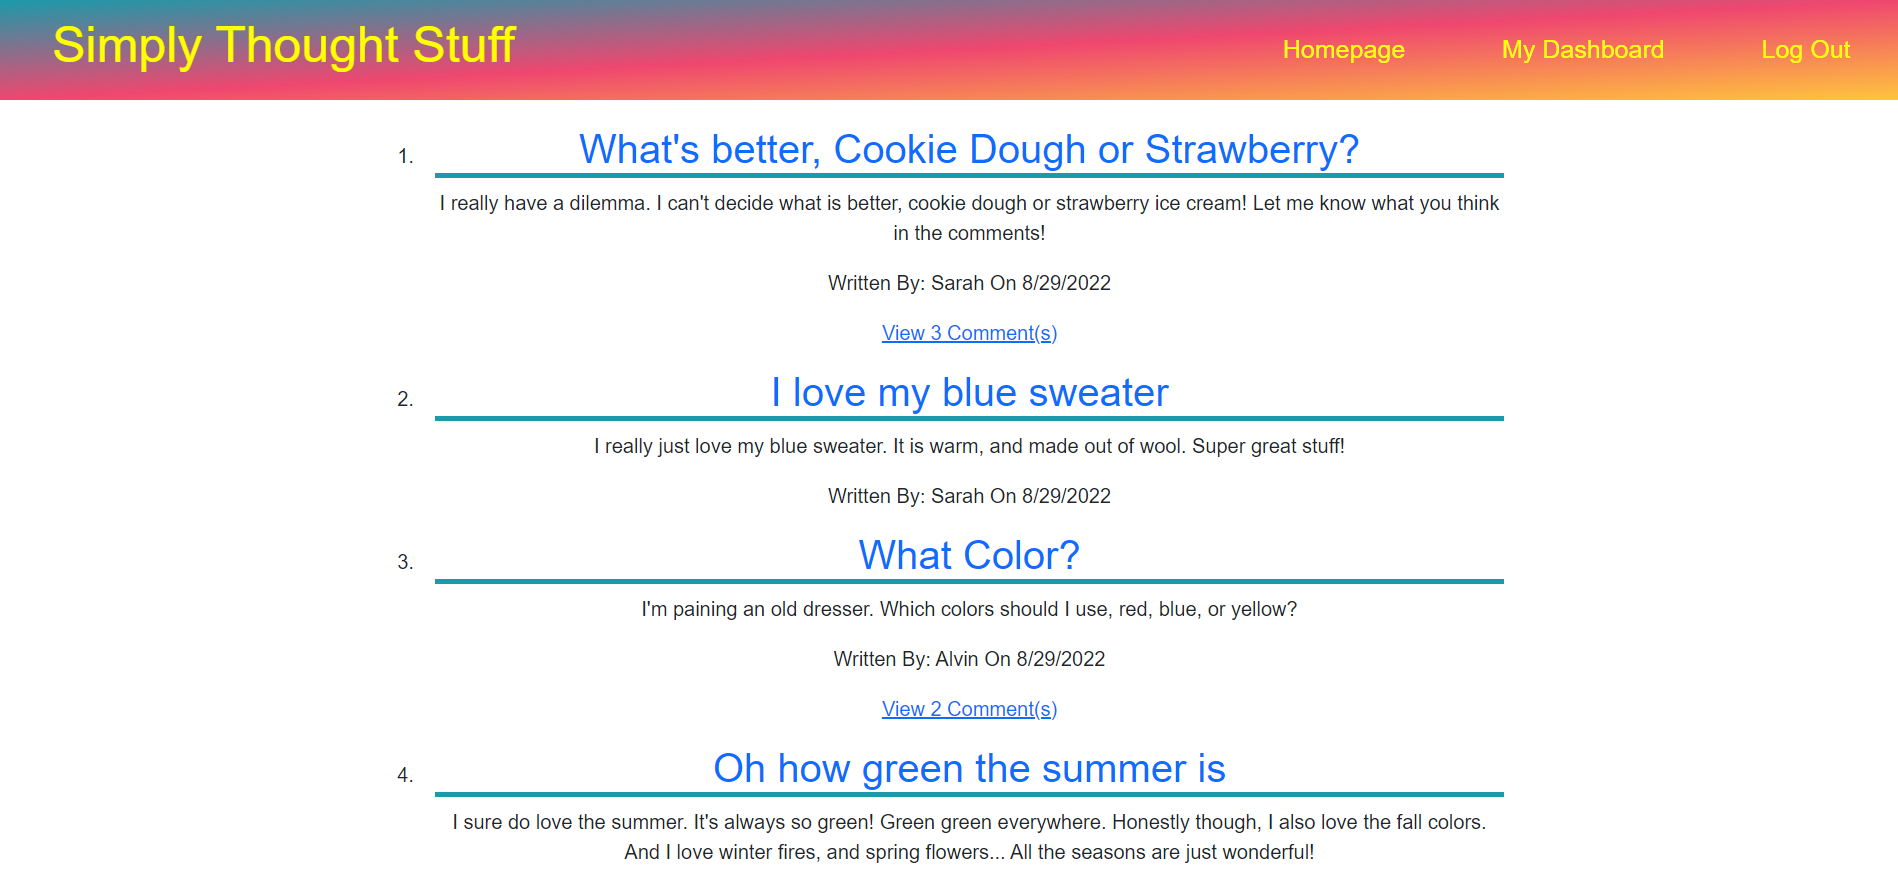 Simply Thought Stuff
Homepage
My Dashboard
Log Out
1. What's better, Cookie Dough or Strawberry?
I really have a dilemma. I can't decide what is better, cookie dough or strawberry ice cream! Let me know what you think
in the comments!
Written By: Sarah On 8/29/2022
View 3 Comment(s)
2. I love my blue sweater
I really just love my blue sweater. It is warm, and made out of wool. Super great stuff!
Written By: Sarah On 8/29/2022
3. What Color?
I'm paining an old dresser. Which colors should I use, red, blue, or yellow?
Written By: Alvin On 8/29/2022
View 2 Comment(s)
4. Oh how green the summer is
I sure do love the summer. It's always so green! Green green everywhere. Honestly though, I also love the fall colors.
And I love winter fires, and spring flowers... All the seasons are just wonderful!